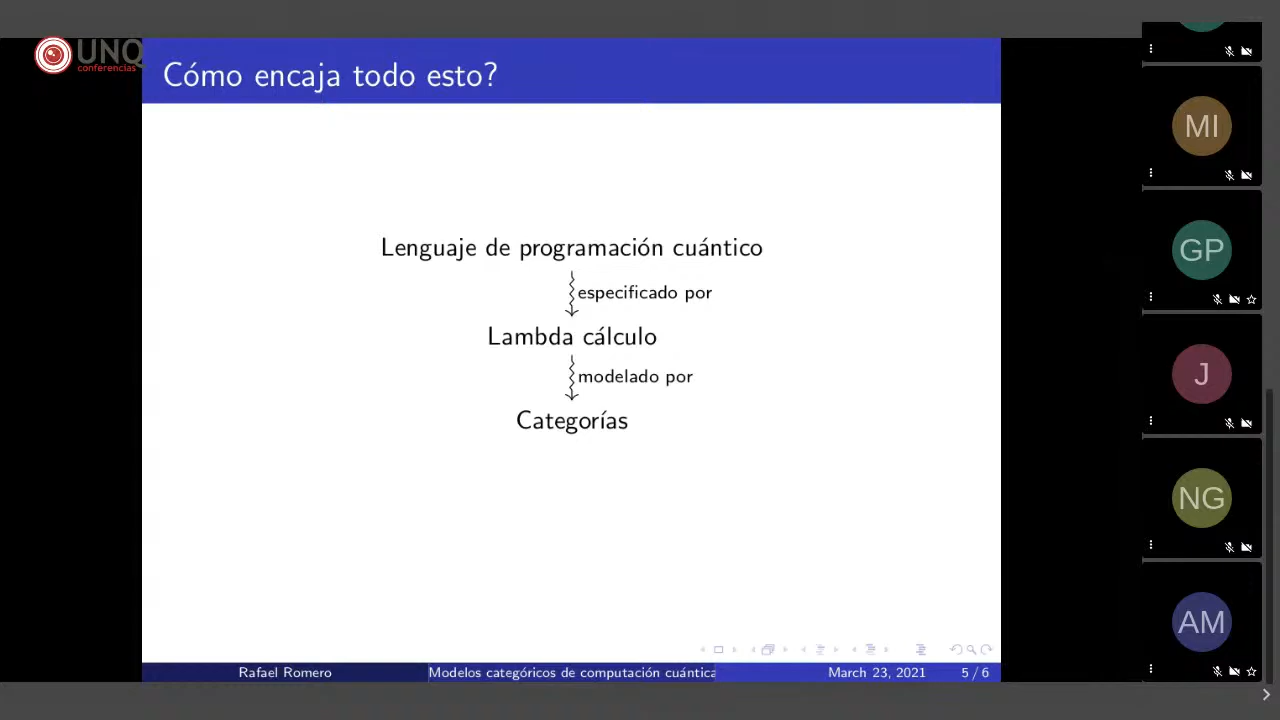 UNQ
conferencias
Cómo encaja todo esto?
Lenguaje de programación cuántico
especificado por
Lambda cálculo
modelado por
Categorías
Rafael Romero
Modelos categóricos de computación cuántica
March 23, 2021
5 / 6
MI
GP
J
NG
AM